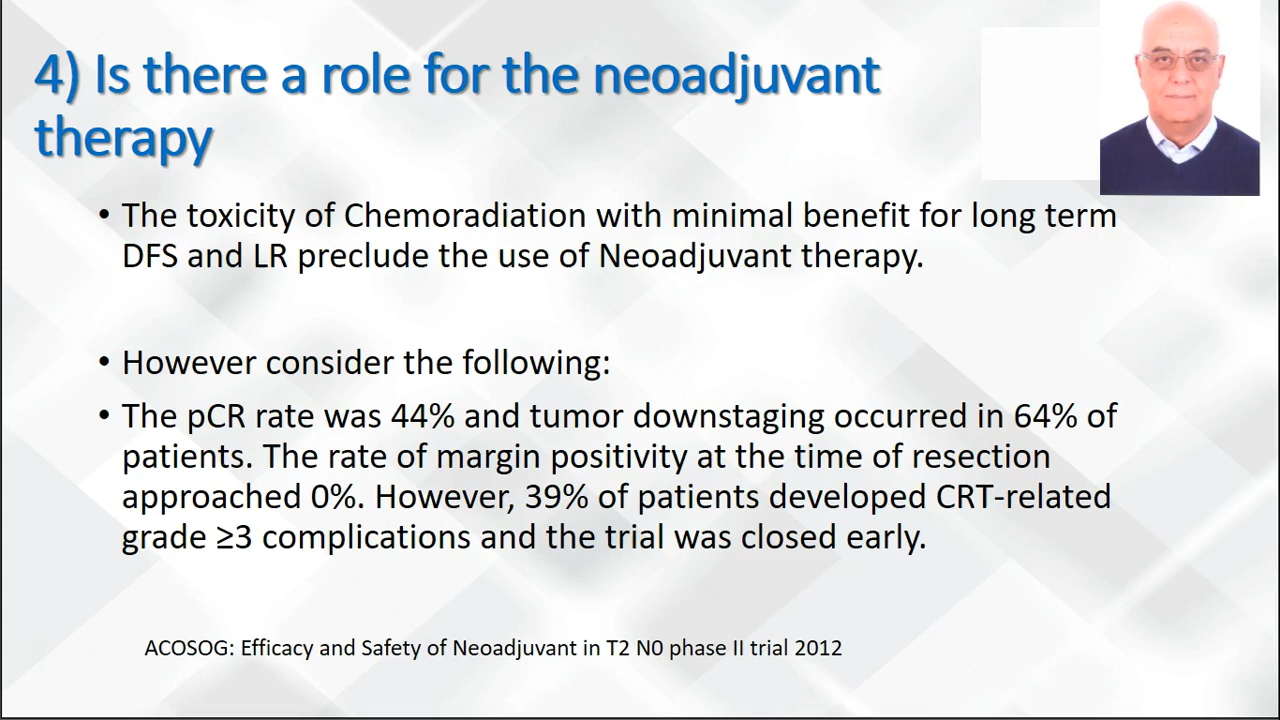 4) Is there a role for the neoadjuvant
therapy
• The toxicity of Chemoradiation with minimal benefit for long term
DFS and LR preclude the use of Neoadjuvant therapy.
• However consider the following:
• The pCR rate was 44% and tumor downstaging occurred in 64% of
patients. The rate of margin positivity at the time of resection
approached 0%. However, 39% of patients developed CRT-related
grade ≥3 complications and the trial was closed early.
ACOSOG: Efficacy and Safety of Neoadjuvant in T2 N0 phase II trial 2012